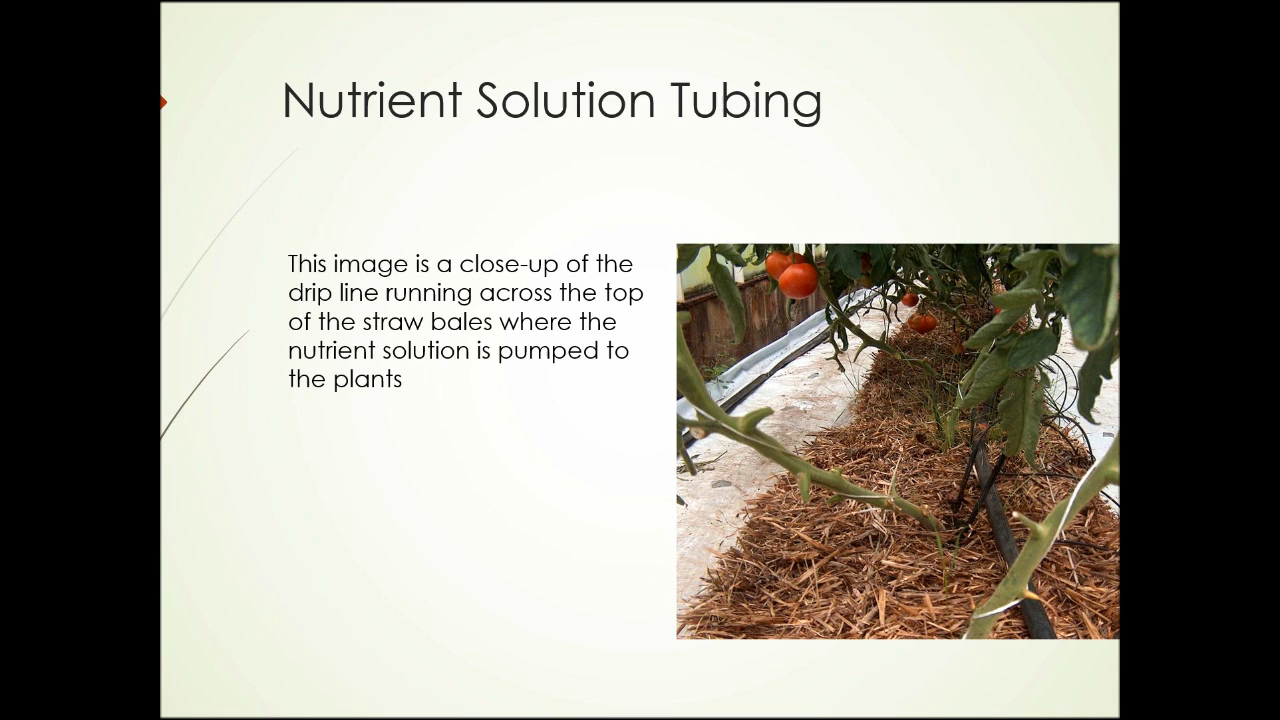 Nutrient Solution Tubing
This image is a close-up of the
drip line running across the top
of the straw bales where the
nutrient solution is pumped to
the plants